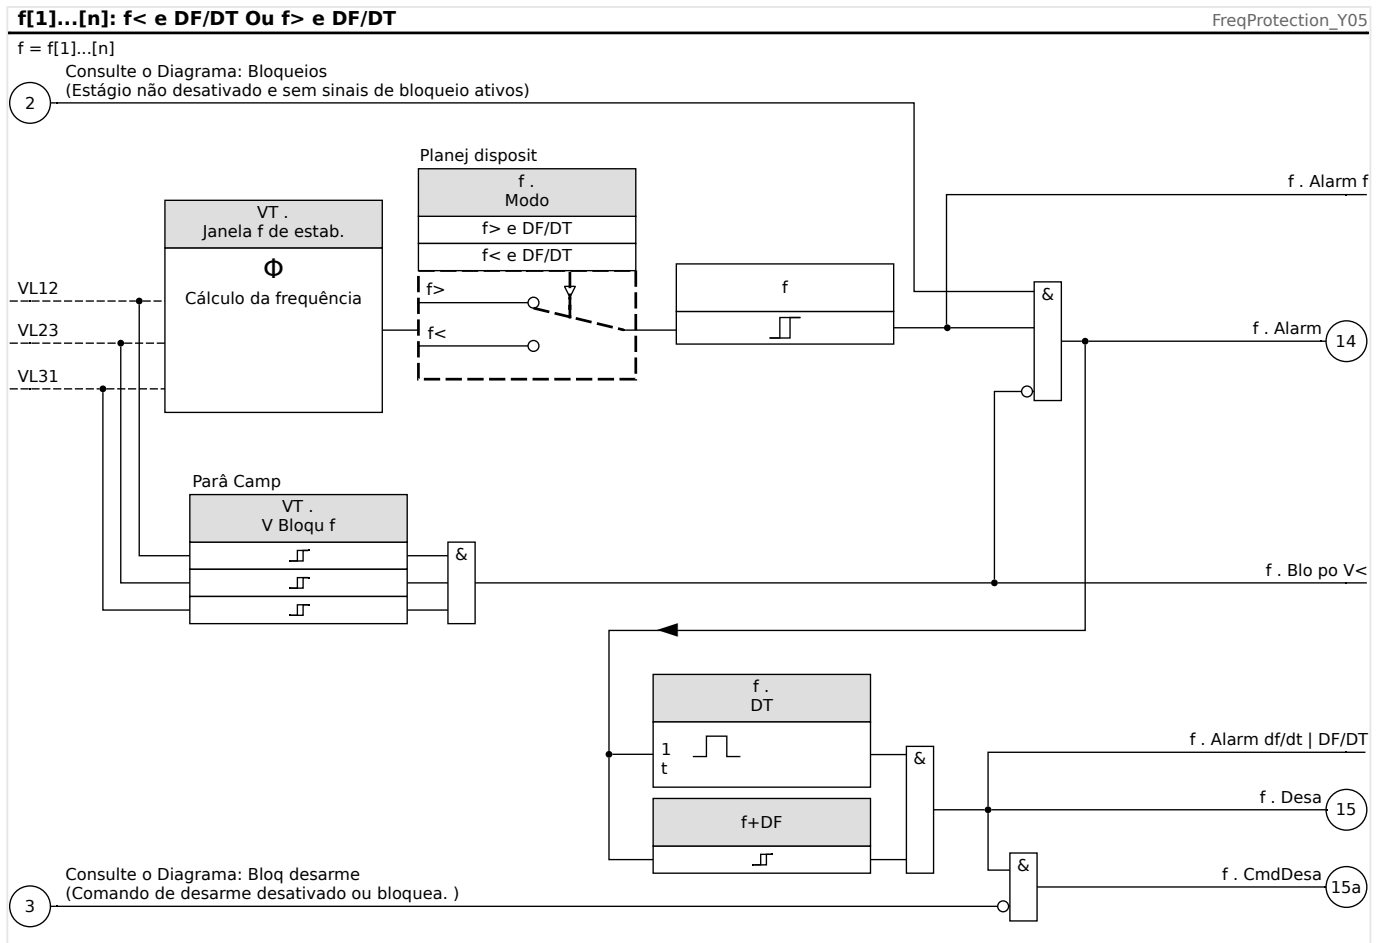 f[1]...[n]: f< e DF/DT Ou f> e DF/DT
FreqProtection_Y05
f = f[1]...[n]
Consulte o Diagrama: Bloqueios
(Estágio não desativado e sem sinais de bloqueio ativos)
2
Planej disposit
f .
Modo
f> e DF/DT
f< e DF/DT
f>
f<
VT .
Janela f de estab.
Φ
Cálculo da frequência
VL12
VL23
VL31
f
f . Alarm f
&
f . Alarm
14
Parâ Camp
VT .
V Bloqu f
&
f . Blo po V<
f .
DT
1
t
&
f+DF
f . Alarm df/dt | DF/DT
f . Desa
15
&
f . CmdDesa
15a
Consulte o Diagrama: Bloq desarme
(Comando de desarme desativado ou bloquea. )
3